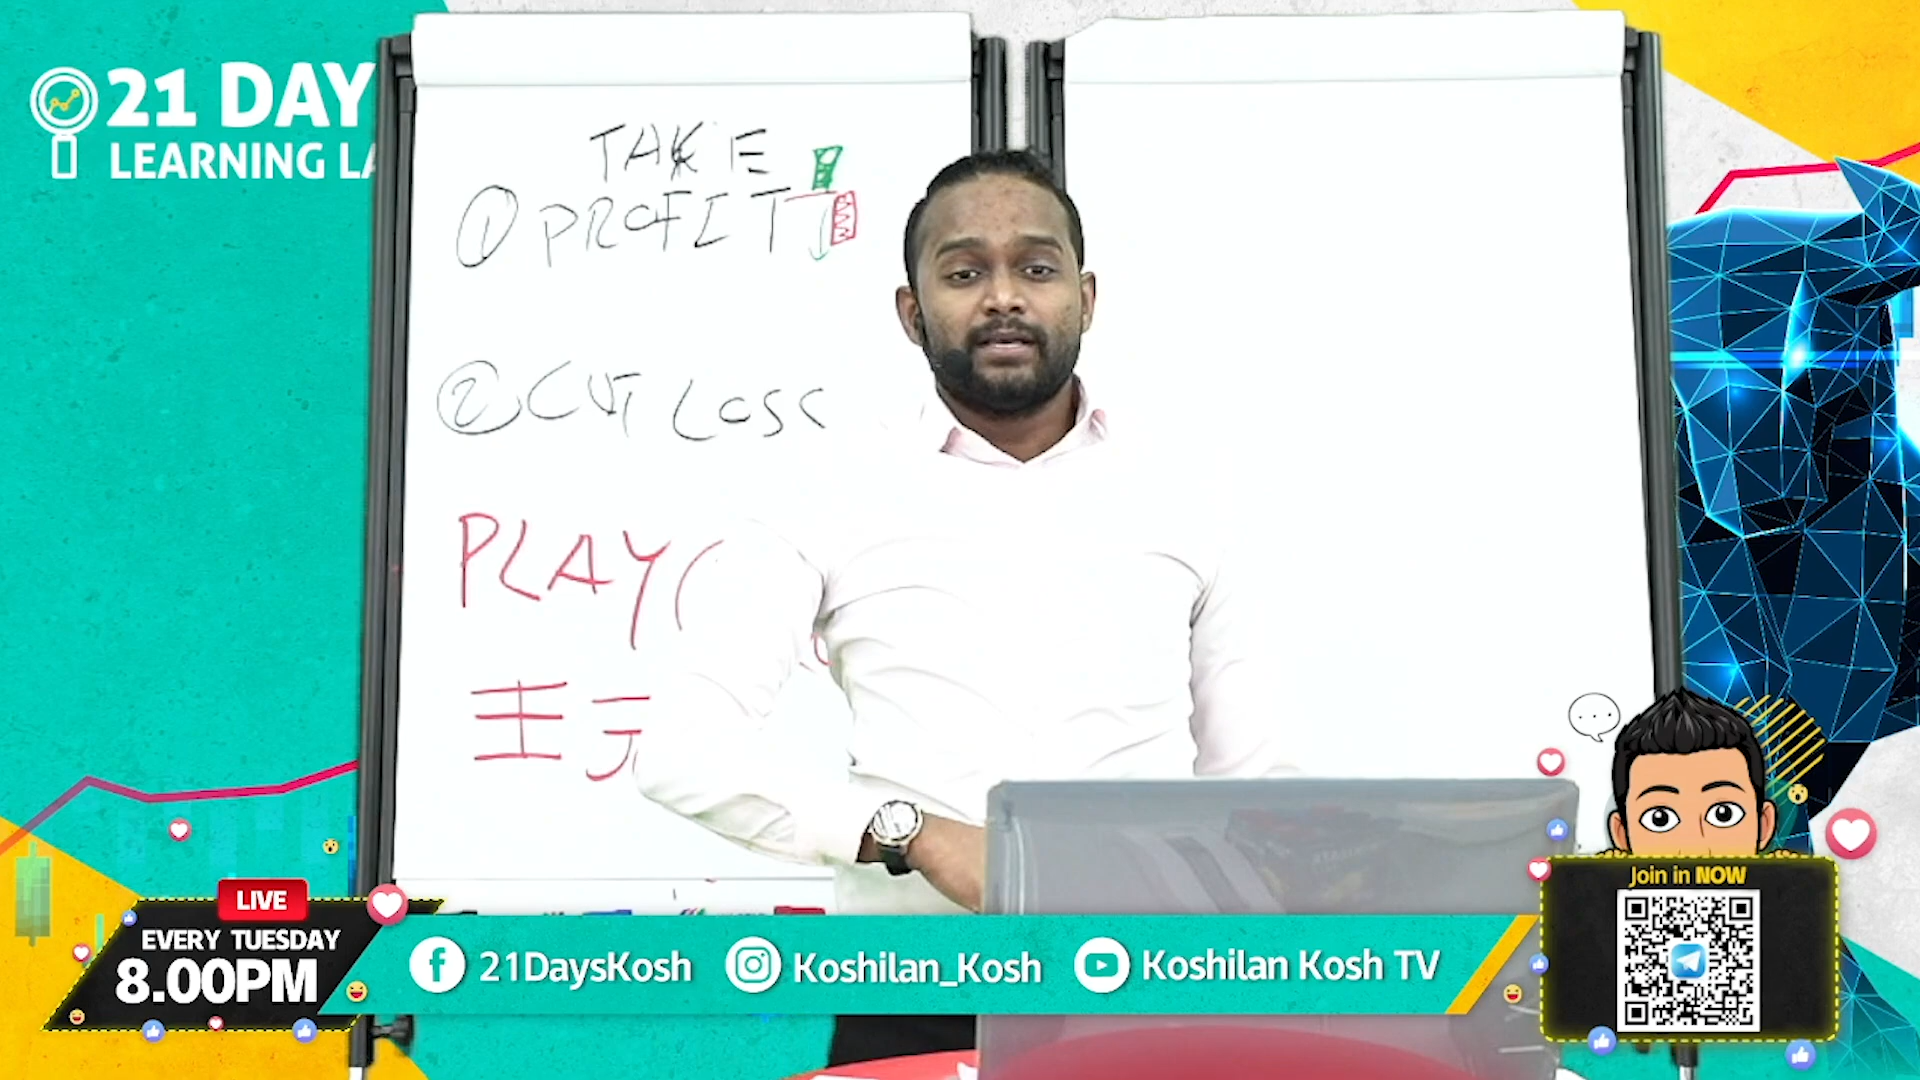 21 DAY
LEARNING LA
TAKE
① PROFIT
② CUT LOSS
PLAY(
LIVE
EVERY TUESDAY
8.00PM
21DaysKosh
Koshilan_Kosh
Koshilan Kosh TV
Join in NOW